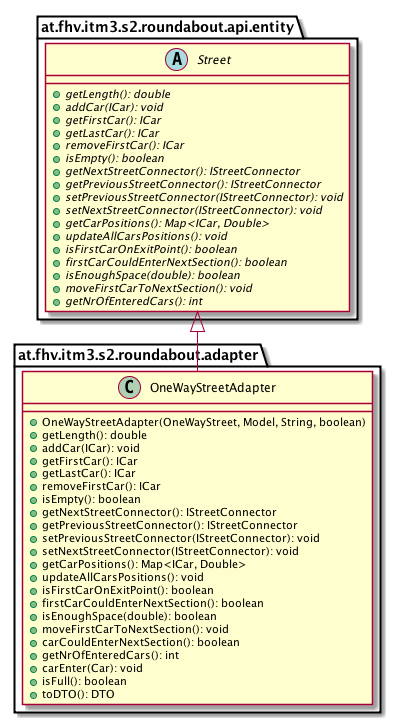 at.fhv.itm3.s2.roundabout.api.entity
A Street
getLength(): double
addCar(ICar): void
getFirstCar(): ICar
getLastCar(): ICar
removeFirstCar(): ICar
isEmpty(): boolean
getNextStreetConnector(): IStreetConnector
getPreviousStreetConnector(): IStreetConnector
setPreviousStreetConnector(IStreetConnector): void
setNextStreetConnector(IStreetConnector): void
getCarPositions(): Map<ICar, Double>
updateAllCarsPositions(): void
isFirstCarOnExitPoint(): boolean
firstCarCouldEnterNextSection(): boolean
isEnoughSpace(double): boolean
moveFirstCarToNextSection(): void
getNrOfEnteredCars(): int
at.fhv.itm3.s2.roundabout.adapter
C OneWayStreetAdapter
OneWayStreetAdapter(OneWayStreet, Model, String, boolean)
getLength(): double
addCar(ICar): void
getFirstCar(): ICar
getLastCar(): ICar
removeFirstCar(): ICar
isEmpty(): boolean
getNextStreetConnector(): IStreetConnector
getPreviousStreetConnector(): IStreetConnector
setPreviousStreetConnector(IStreetConnector): void
setNextStreetConnector(IStreetConnector): void
getCarPositions(): Map<ICar, Double>
updateAllCarsPositions(): void
isFirstCarOnExitPoint(): boolean
firstCarCouldEnterNextSection(): boolean
isEnoughSpace(double): boolean
moveFirstCarToNextSection(): void
carCouldEnterNextSection(): boolean
getNrOfEnteredCars(): int
carEnter(Car): void
isFull(): boolean
toDTO(): DTO